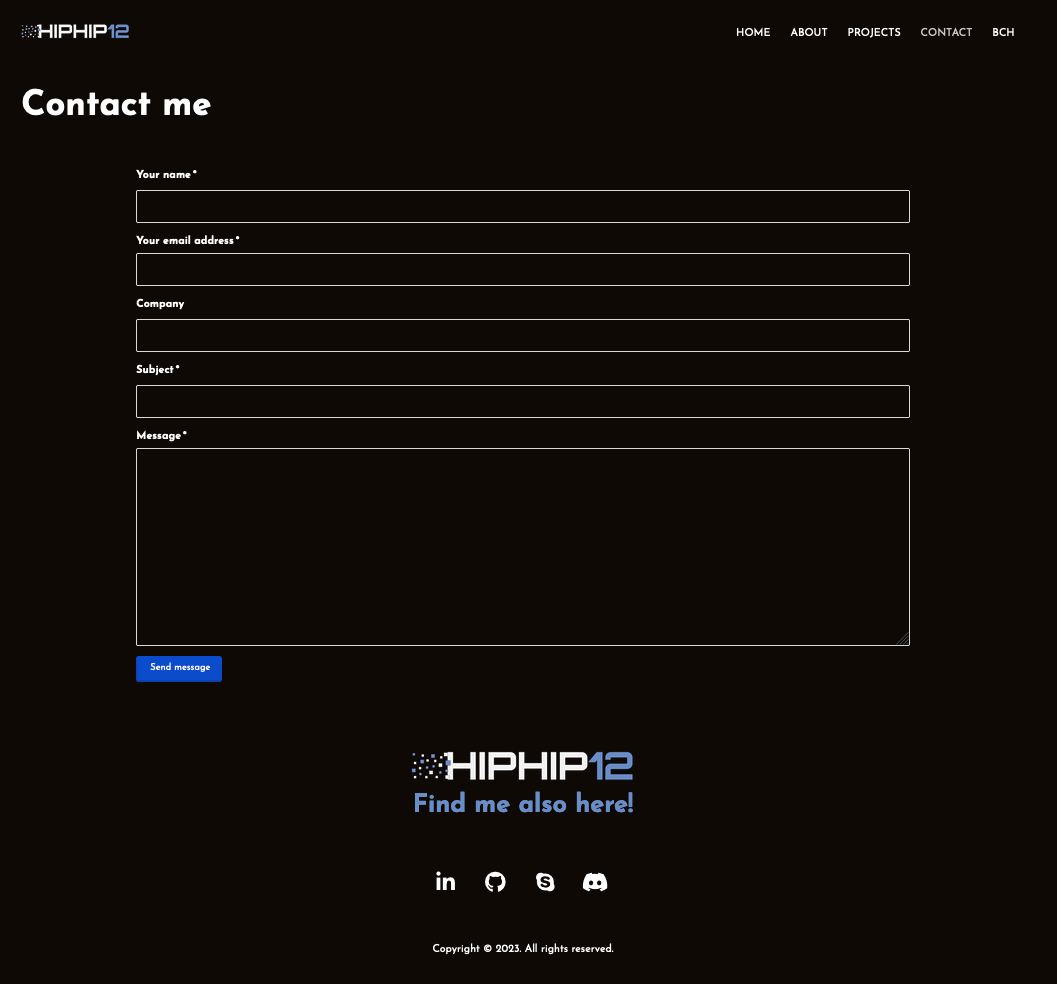 HIPHIP12
HOME ABOUT PROJECTS CONTACT BCH
Contact me
Your name *
Your email address *
Company
Subject *
Message *
Send message
HIPHIP12
Find me also here!
in
Copyright © 2023. All rights reserved.